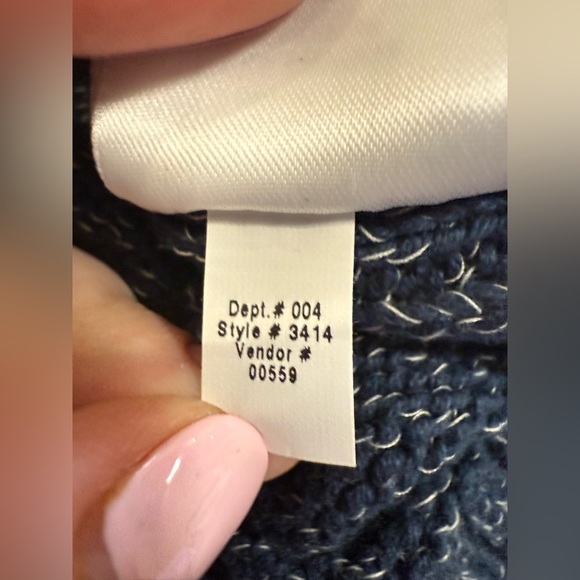 Dept.# 004
Style # 3414
Vendor #
00559